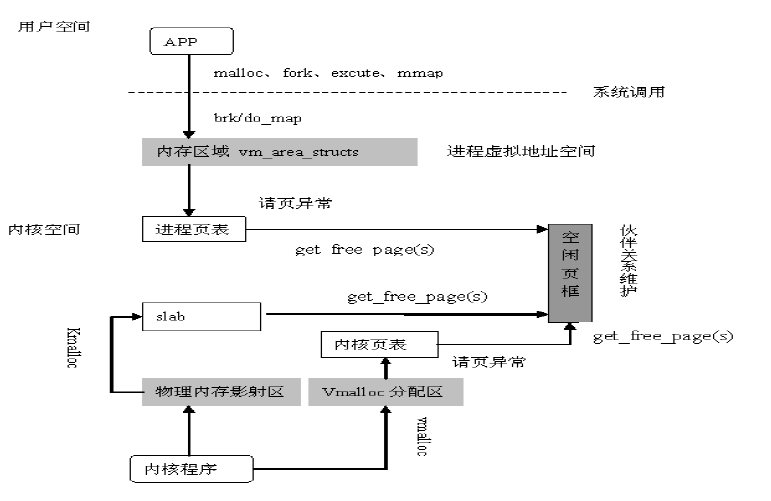 用户空间
APP
malloc、fork、excute、mmap
系统调用
brk/do_map
内存区域 vm_area_structs
进程虚拟地址空间
请页异常
内核空间
进程页表
get_free_page(s)
空闲页框
伙伴关系维护
get_free_page(s)
slab
get_free_page(s)
Kmalloc
内核页表
请页异常
物理内存影射区
Vmalloc 分配区
vmalloc
内核程序